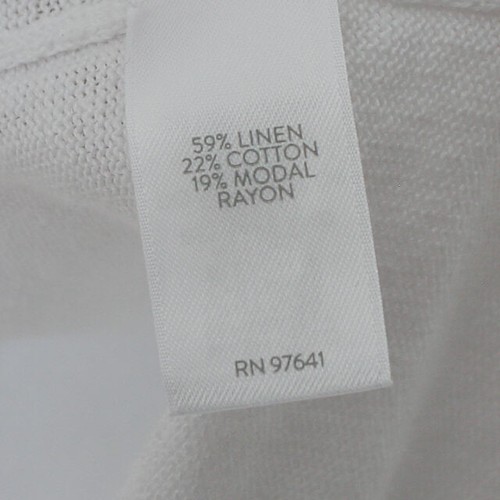 59% LINEN
22% COTTON
19% MODAL
RAYON
RN 97641